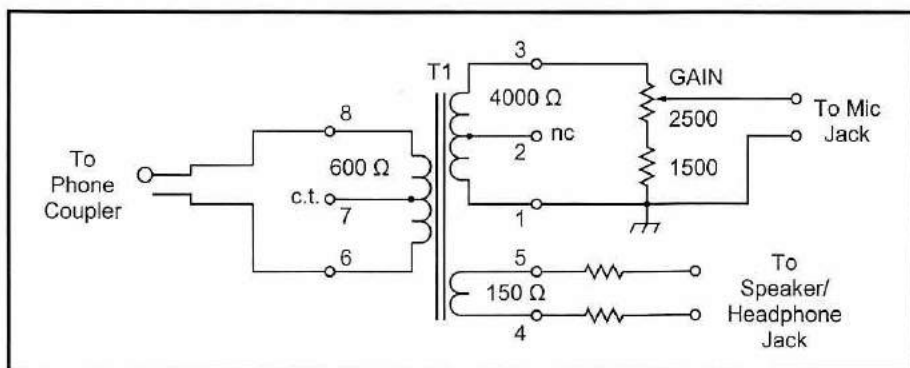 3
T1
GAIN
4000 Ω
2500
To Mic
Jack
8
nc
2
To
Phone
Coupler
600 Ω
1500
c.t.
7
1
6
5
150 Ω
To
Speaker/
Headphone
Jack
4